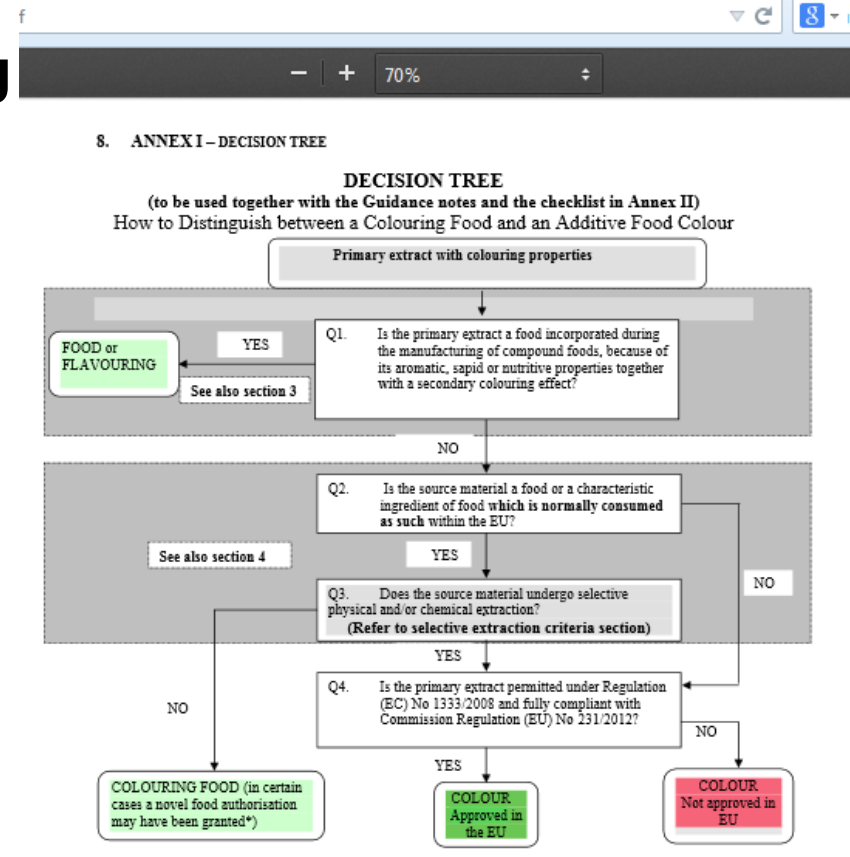 f
8
g
70%
8. ANNEX I – DECISION TREE
DECISION TREE
(to be used together with the Guidance notes and the checklist in Annex II)
How to Distinguish between a Colouring Food and an Additive Food Colour
Primary extract with colouring properties
Q1. Is the primary extract a food incorporated during
the manufacturing of compound foods, because of
its aromatic, sapid or nutritive properties together
with a secondary colouring effect?
YES
FOOD or
FLAVOURING
See also section 3
NO
Q2. Is the source material a food or a characteristic
ingredient of food which is normally consumed
as such within the EU?
See also section 4
YES
NO
Q3. Does the source material undergo selective
physical and/or chemical extraction?
(Refer to selective extraction criteria section)
YES
NO
Q4. Is the primary extract permitted under Regulation
(EC) No 1333/2008 and fully compliant with
Commission Regulation (EU) No 231/2012?
NO
YES
COLOURING FOOD (in certain
cases a novel food authorisation
may have been granted*)
COLOUR
Approved in
the EU
COLOUR
Not approved in
EU